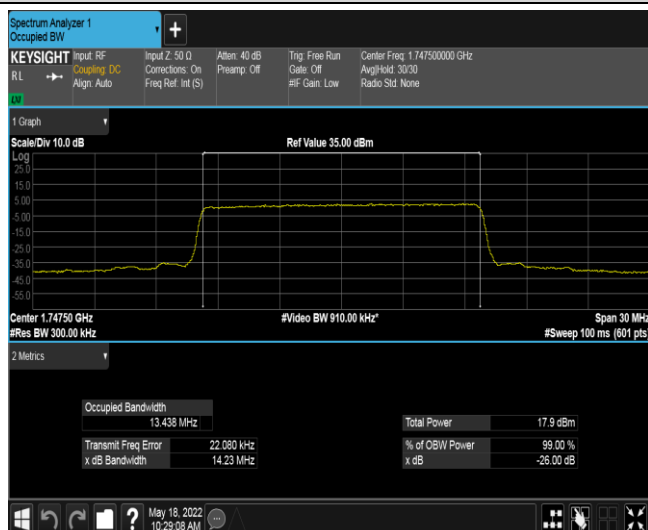 Spectrum Analyzer 1
Occupied BW
+
KEYSIGHT Input: RF Input Z: 50 Ω Atten: 40 dB Trig: Free Run Center Freq: 1.747500000 GHz
RL Coupling: DC Corrections: On Preamp: Off Gate: Off Avg|Hold: 30/30
Align: Auto Freq Ref: Int (S) #IF Gain: Low Radio Std: None
1 Graph
Scale/Div 10.0 dB Ref Value 35.00 dBm
Log
25.0
15.0
5.00
-5.00
-15.0
-25.0
-35.0
-45.0
-55.0
Center 1.74750 GHz #Video BW 910.00 kHz* Span 30 MHz
#Res BW 300.00 kHz #Sweep 100 ms (601 pts)
2 Metrics
Occupied Bandwidth
13.438 MHz Total Power 17.9 dBm
Transmit Freq Error 22.080 kHz % of OBW Power 99.00 %
x dB Bandwidth 14.23 MHz x dB -26.00 dB
? May 18, 2022
10:29:08 AM